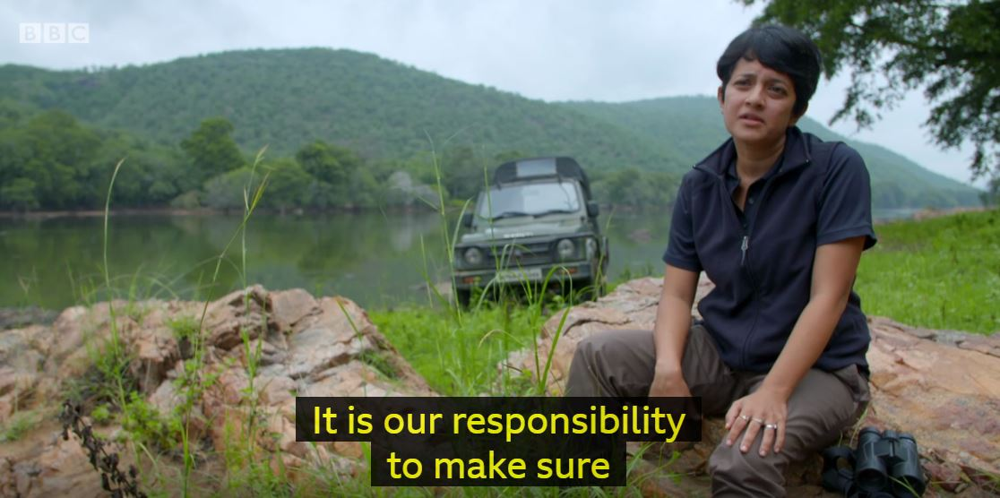 BBC
It is our responsibility
to make sure